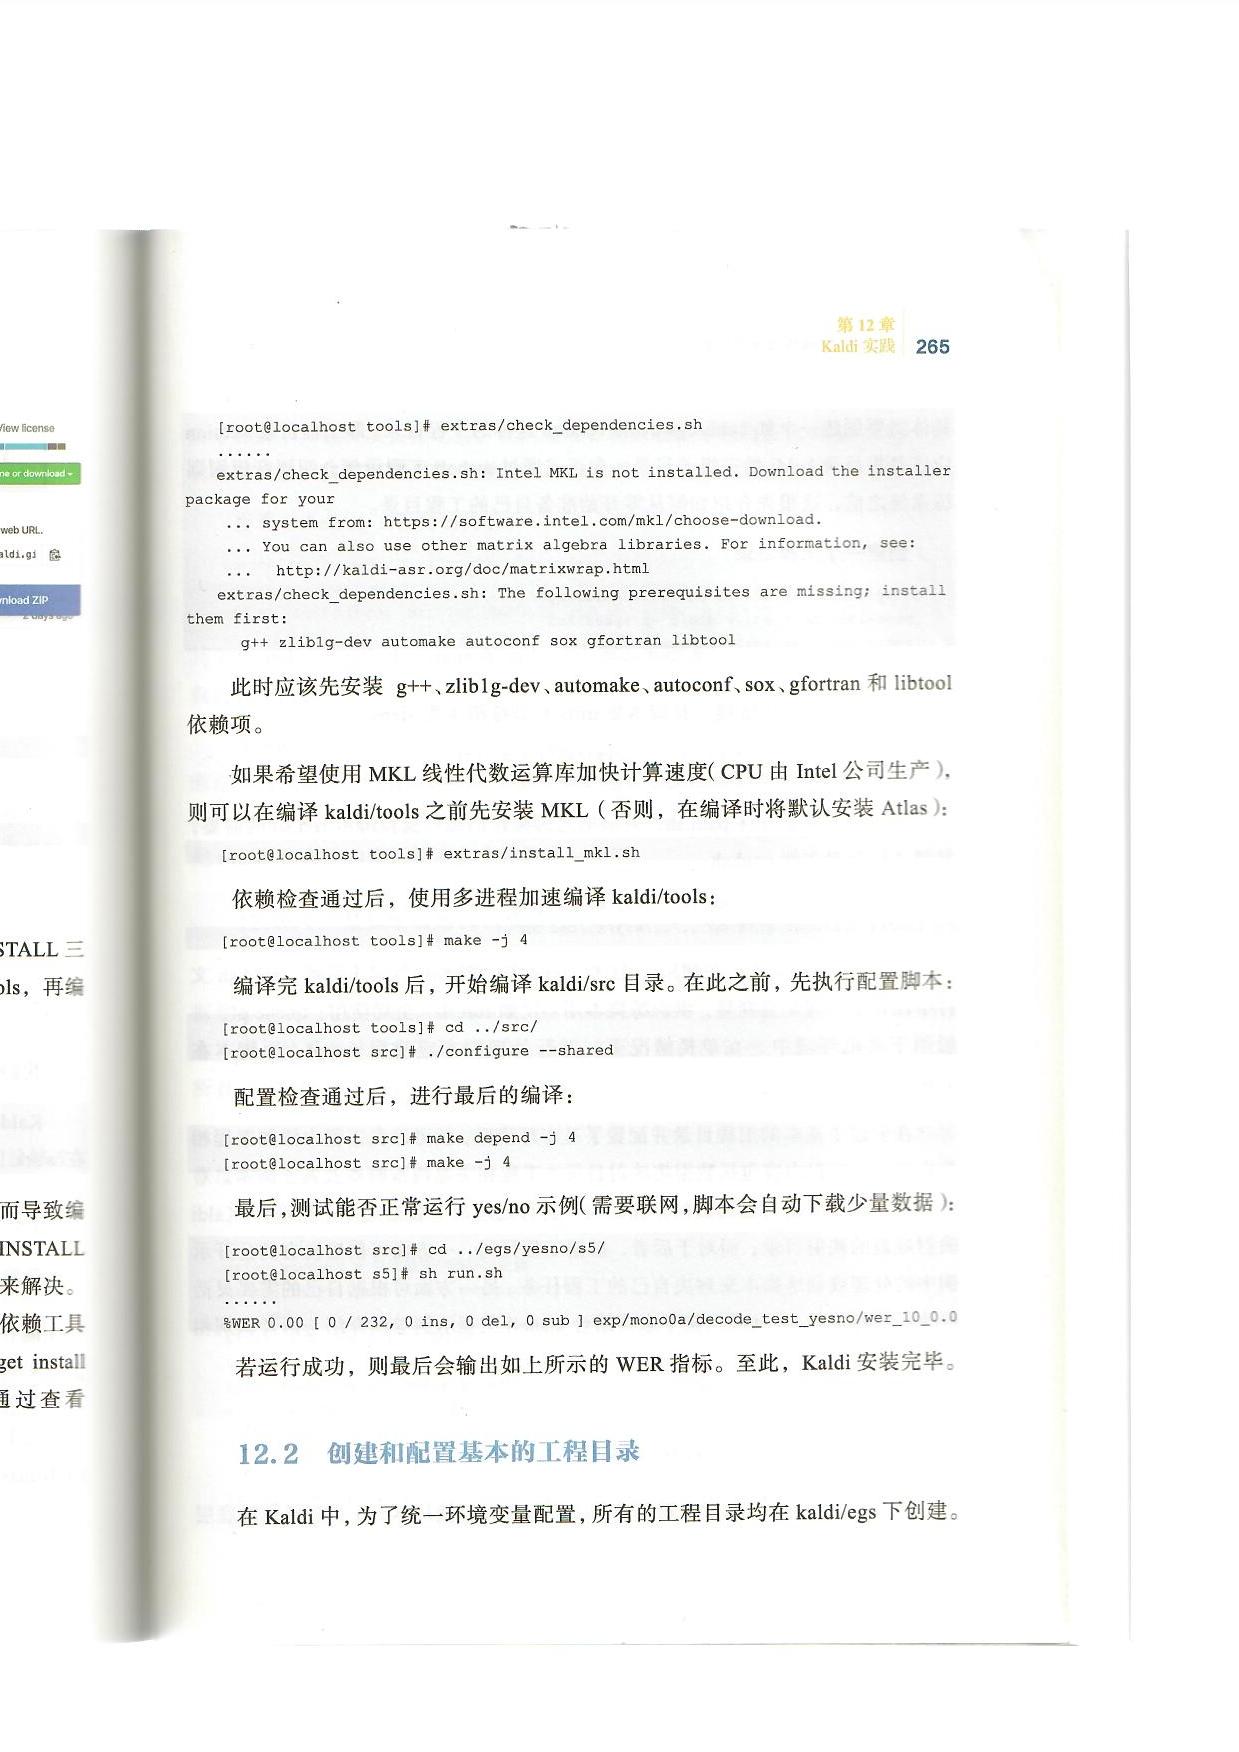 View license
ne or download
web URL.
aldi.gi
wnload ZIP
2 days ago
STALL 三
ols，再编
而导致编
INSTALL
来解决。
依赖工具
get install
通过查看
第 12 章
Kaldi 实践 265
[root@localhost tools]# extras/check_dependencies.sh
......
extras/check_dependencies.sh: Intel MKL is not installed. Download the installer
package for your
... system from: https://software.intel.com/mkl/choose-download.
... You can also use other matrix algebra libraries. For information, see:
... http://kaldi-asr.org/doc/matrixwrap.html
extras/check_dependencies.sh: The following prerequisites are missing; install
them first:
g++ zlib1g-dev automake autoconf sox gfortran libtool
此时应该先安装 g++、zlib1g-dev、automake、autoconf、sox、gfortran 和 libtool
依赖项。
如果希望使用 MKL 线性代数运算库加快计算速度（CPU 由 Intel 公司生产），
则可以在编译 kaldi/tools 之前先安装 MKL（否则，在编译时将默认安装 Atlas）：
[root@localhost tools]# extras/install_mkl.sh
依赖检查通过后，使用多进程加速编译 kaldi/tools：
[root@localhost tools]# make -j 4
编译完 kaldi/tools 后，开始编译 kaldi/src 目录。在此之前，先执行配置脚本：
[root@localhost tools]# cd ../src/
[root@localhost src]# ./configure --shared
配置检查通过后，进行最后的编译：
[root@localhost src]# make depend -j 4
[root@localhost src]# make -j 4
最后，测试能否正常运行 yes/no 示例（需要联网，脚本会自动下载少量数据）：
[root@localhost src]# cd ../egs/yesno/s5/
[root@localhost s5]# sh run.sh
......
%WER 0.00 [ 0 / 232, 0 ins, 0 del, 0 sub ] exp/mono0a/decode_test_yesno/wer_10_0.0
若运行成功，则最后会输出如上所示的 WER 指标。至此，Kaldi 安装完毕。
12.2 创建和配置基本的工程目录
在 Kaldi 中，为了统一环境变量配置，所有的工程目录均在 kaldi/egs 下创建。